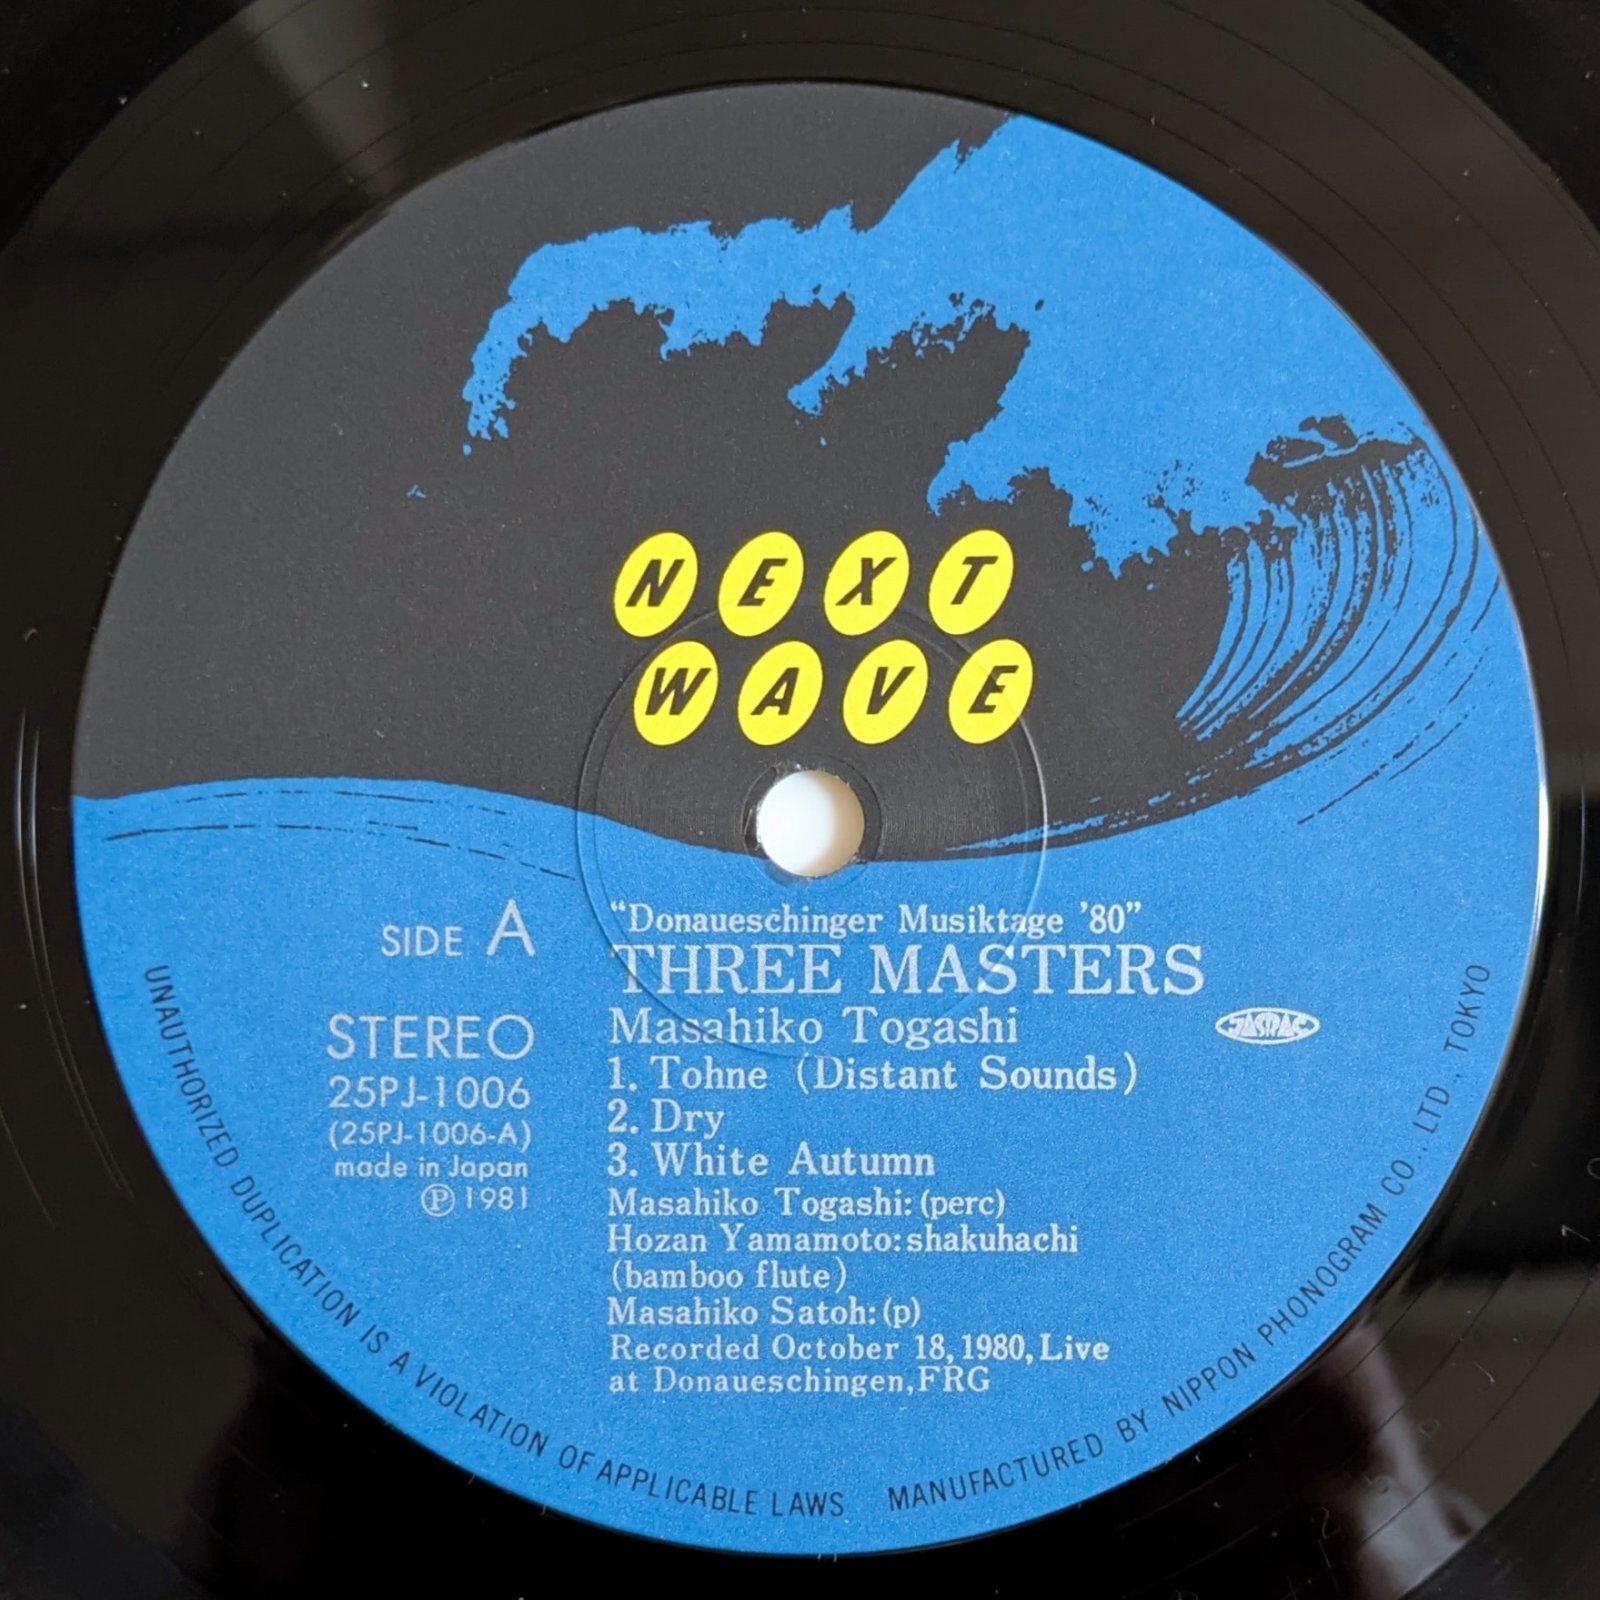 NEXT
WAVE
SIDE A
STEREO
25PJ-1006
(25PJ-1006-A)
made in Japan
Ⓟ 1981
“Donaueschinger Musiktage ’80”
THREE MASTERS
Masahiko Togashi
1. Tohne (Distant Sounds)
2. Dry
3. White Autumn
Masahiko Togashi: (perc)
Hozan Yamamoto: shakuhachi
(bamboo flute)
Masahiko Satoh: (p)
Recorded October 18, 1980, Live
at Donaueschingen, FRG
JASRAC
UNAUTHORIZED DUPLICATION IS A VIOLATION OF APPLICABLE LAWS
MANUFACTURED BY NIPPON PHONOGRAM CO., LTD., TOKYO